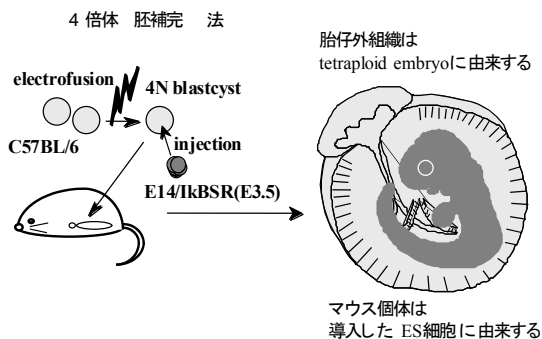 4 倍体 胚補完 法
electrofusion
4N blastcyst
C57BL/6
injection
E14/IkBSR(E3.5)
胎仔外組織は
tetraploid embryoに由来する
マウス個体は
導入した ES細胞に由来する